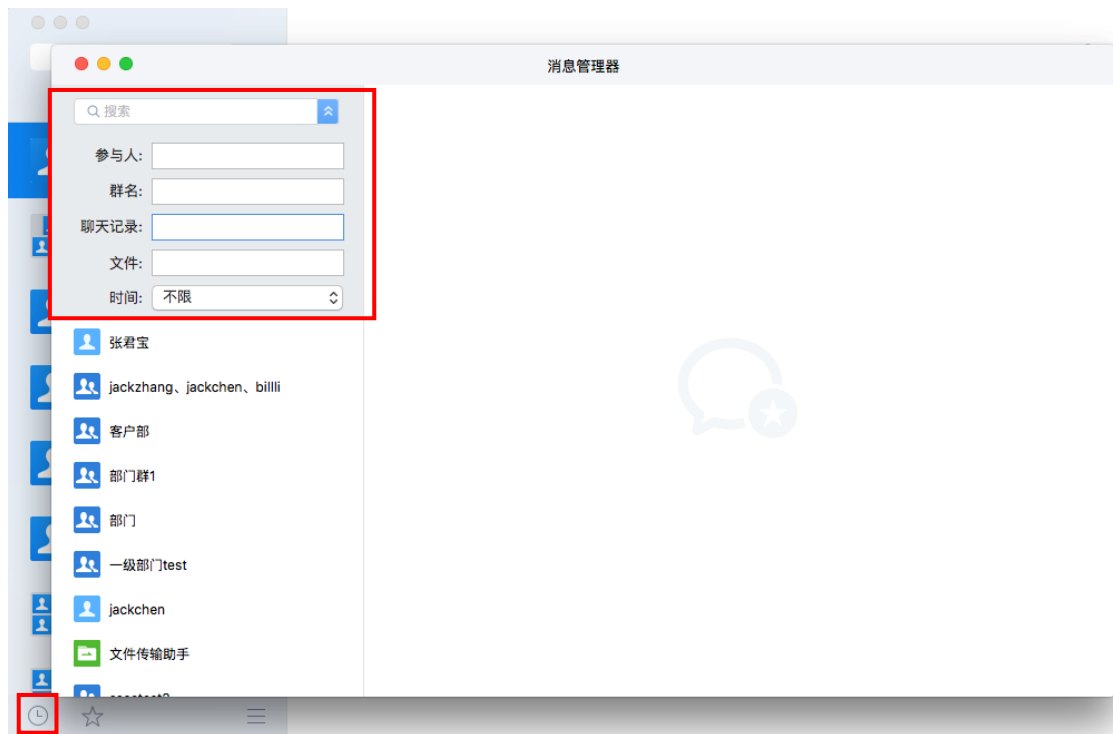 消息管理器
搜索
参与人:
群名:
聊天记录:
文件:
时间: 不限
张君宝
jackzhang、jackchen、billli
客户部
部门群1
部门
一级部门test
jackchen
文件传输助手